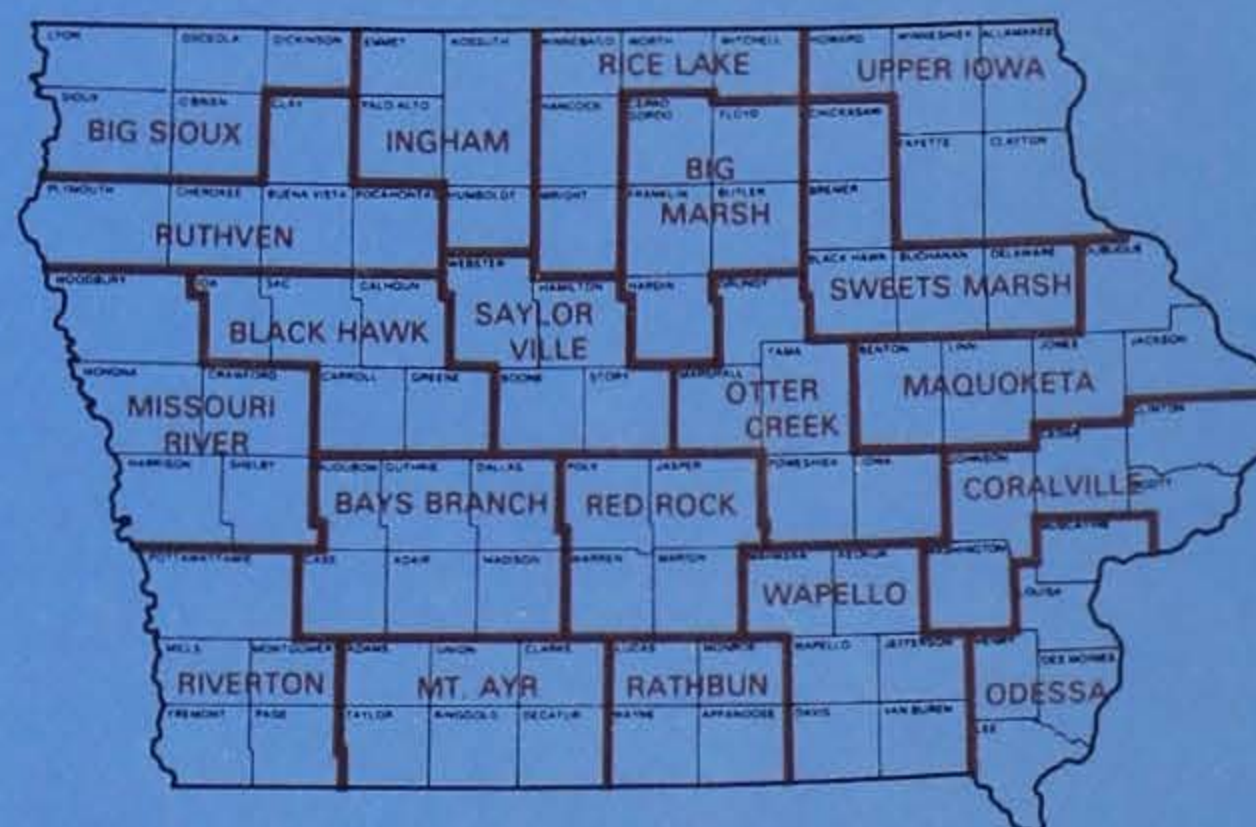 LYON OSCEOLA DICKINSON EMMET KOSSUTH WINNEBAGO WORTH MITCHELL HOWARD WINNESHIEK ALLAMAKEE
RICE LAKE UPPER IOWA
SIOUX O'BRIEN CLAY PALO ALTO HANCOCK CERRO GORDO FLOYD CHICKASAW
BIG SIOUX INGHAM
FAYETTE CLAYTON
BIG
MARSH
PLYMOUTH CHEROKEE BUENA VISTA POCAHONTAS HUMBOLDT WRIGHT FRANKLIN BUTLER BREMER
RUTHVEN
WEBSTER BLACK HAWK BUCHANAN DELAWARE DUBUQUE
WOODBURY IDA SAC CALHOUN HAMILTON HARDIN GRUNDY
SWEETS MARSH
BLACK HAWK
SAYLOR
VILLE
TAMA BENTON LINN JONES JACKSON
MONONA CRAWFORD CARROLL GREENE BOONE STORY MARSHALL
MISSOURI
RIVER
OTTER
CREEK
MAQUOKETA
CLINTON
CEDAR
HARRISON SHELBY AUDUBON GUTHRIE DALLAS POLK JASPER POWESHIEK IOWA JOHNSON
BAYS BRANCH RED ROCK CORALVILLE
SCOTT
MUSCATINE
POTTAWATTAMIE CASS ADAIR MADISON WARREN MARION MAHASKA KEOKUK WASHINGTON
WAPELLO
LOUISA
MILLS MONTGOMERY ADAMS UNION CLARKE LUCAS MONROE WAPELLO JEFFERSON HENRY
DES MOINES
RIVERTON MT. AYR RATHBUN ODESSA
FREMONT PAGE TAYLOR RINGGOLD DECATUR WAYNE APPANOOSE DAVIS VAN BUREN
LEE